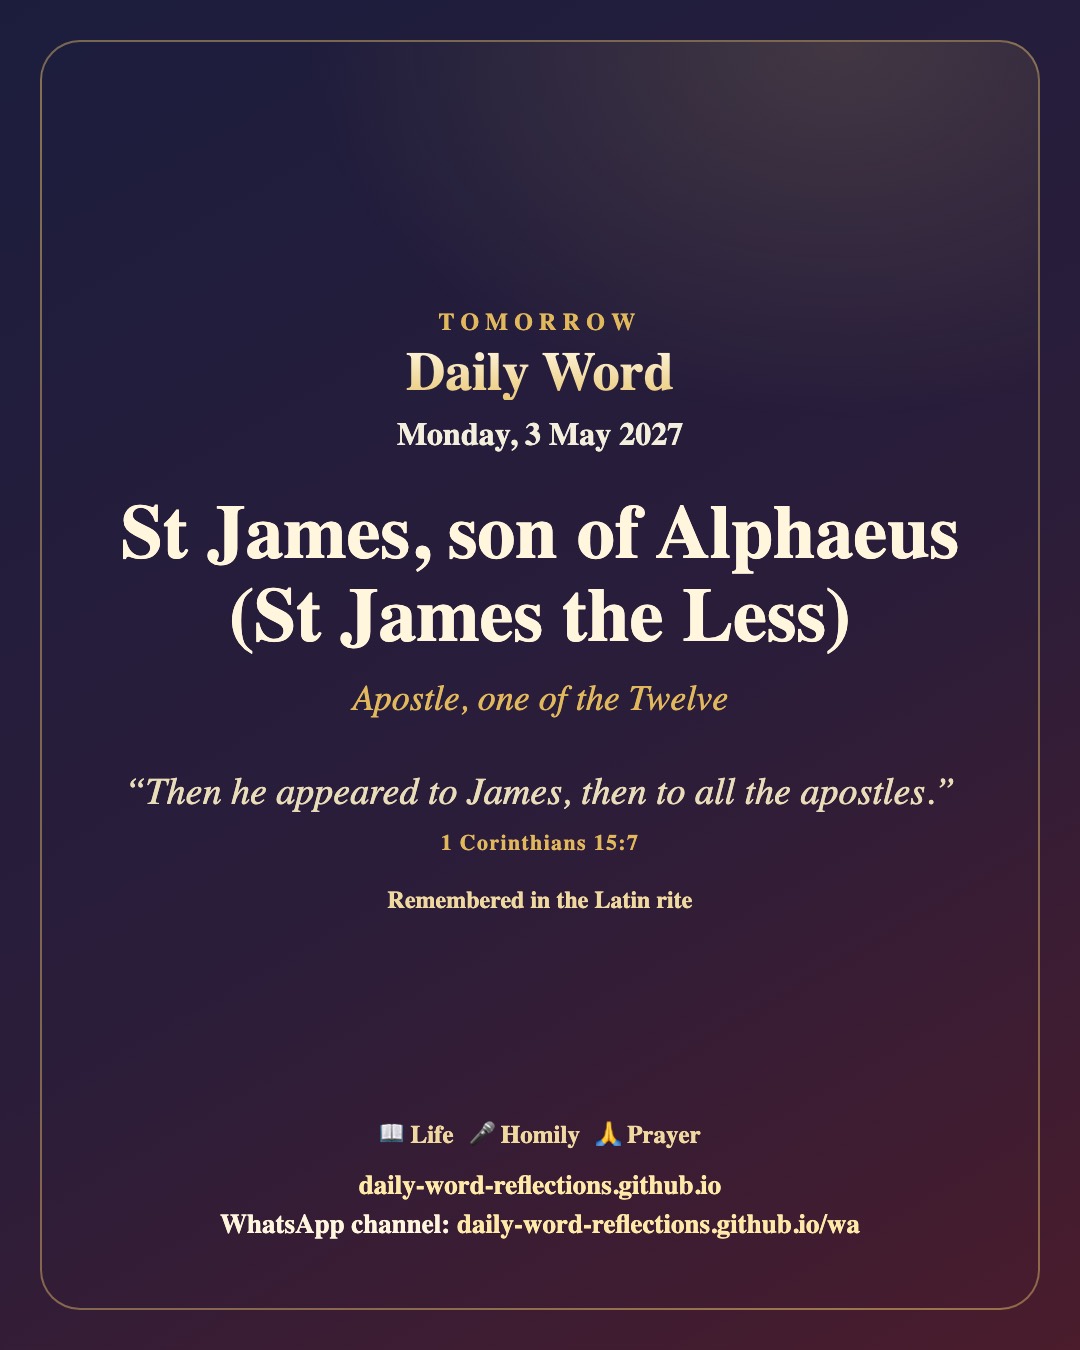 TOMORROW
Daily Word
Monday, 3 May 2027
St James, son of Alphaeus
(St James the Less)
Apostle, one of the Twelve
“Then he appeared to James, then to all the apostles.”
1 Corinthians 15:7
Remembered in the Latin rite
📖 Life 🎤 Homily 🙏 Prayer
daily-word-reflections.github.io
WhatsApp channel: daily-word-reflections.github.io/wa